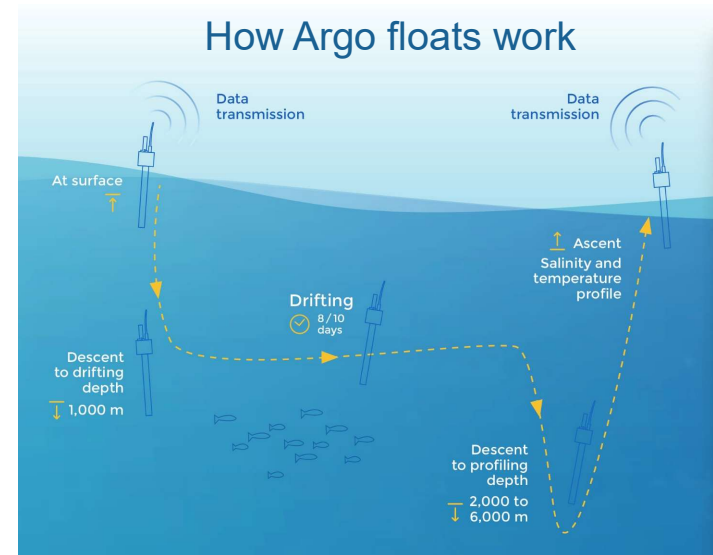 How Argo floats work
Data
transmission
Data
transmission
At surface
Ascent
Salinity and
temperature
profile
Drifting
8/10
days
Descent
to drifting
depth
1,000 m
Descent
to profiling
depth
2,000 to
6,000 m